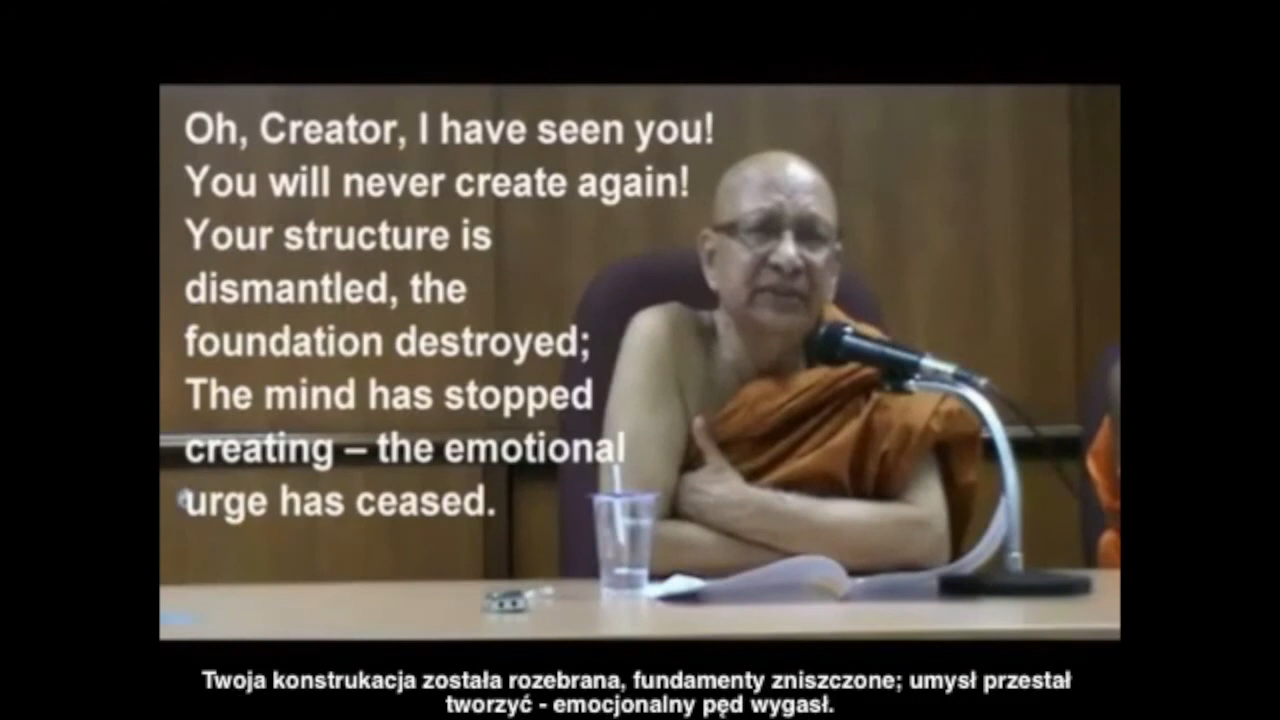 Oh, Creator, I have seen you!
You will never create again!
Your structure is
dismantled, the
foundation destroyed;
The mind has stopped
creating – the emotional
urge has ceased.
Twoja konstrukacja została rozebrana, fundamenty zniszczone; umysł przestał
tworzyć - emocjonalny pęd wygasł.